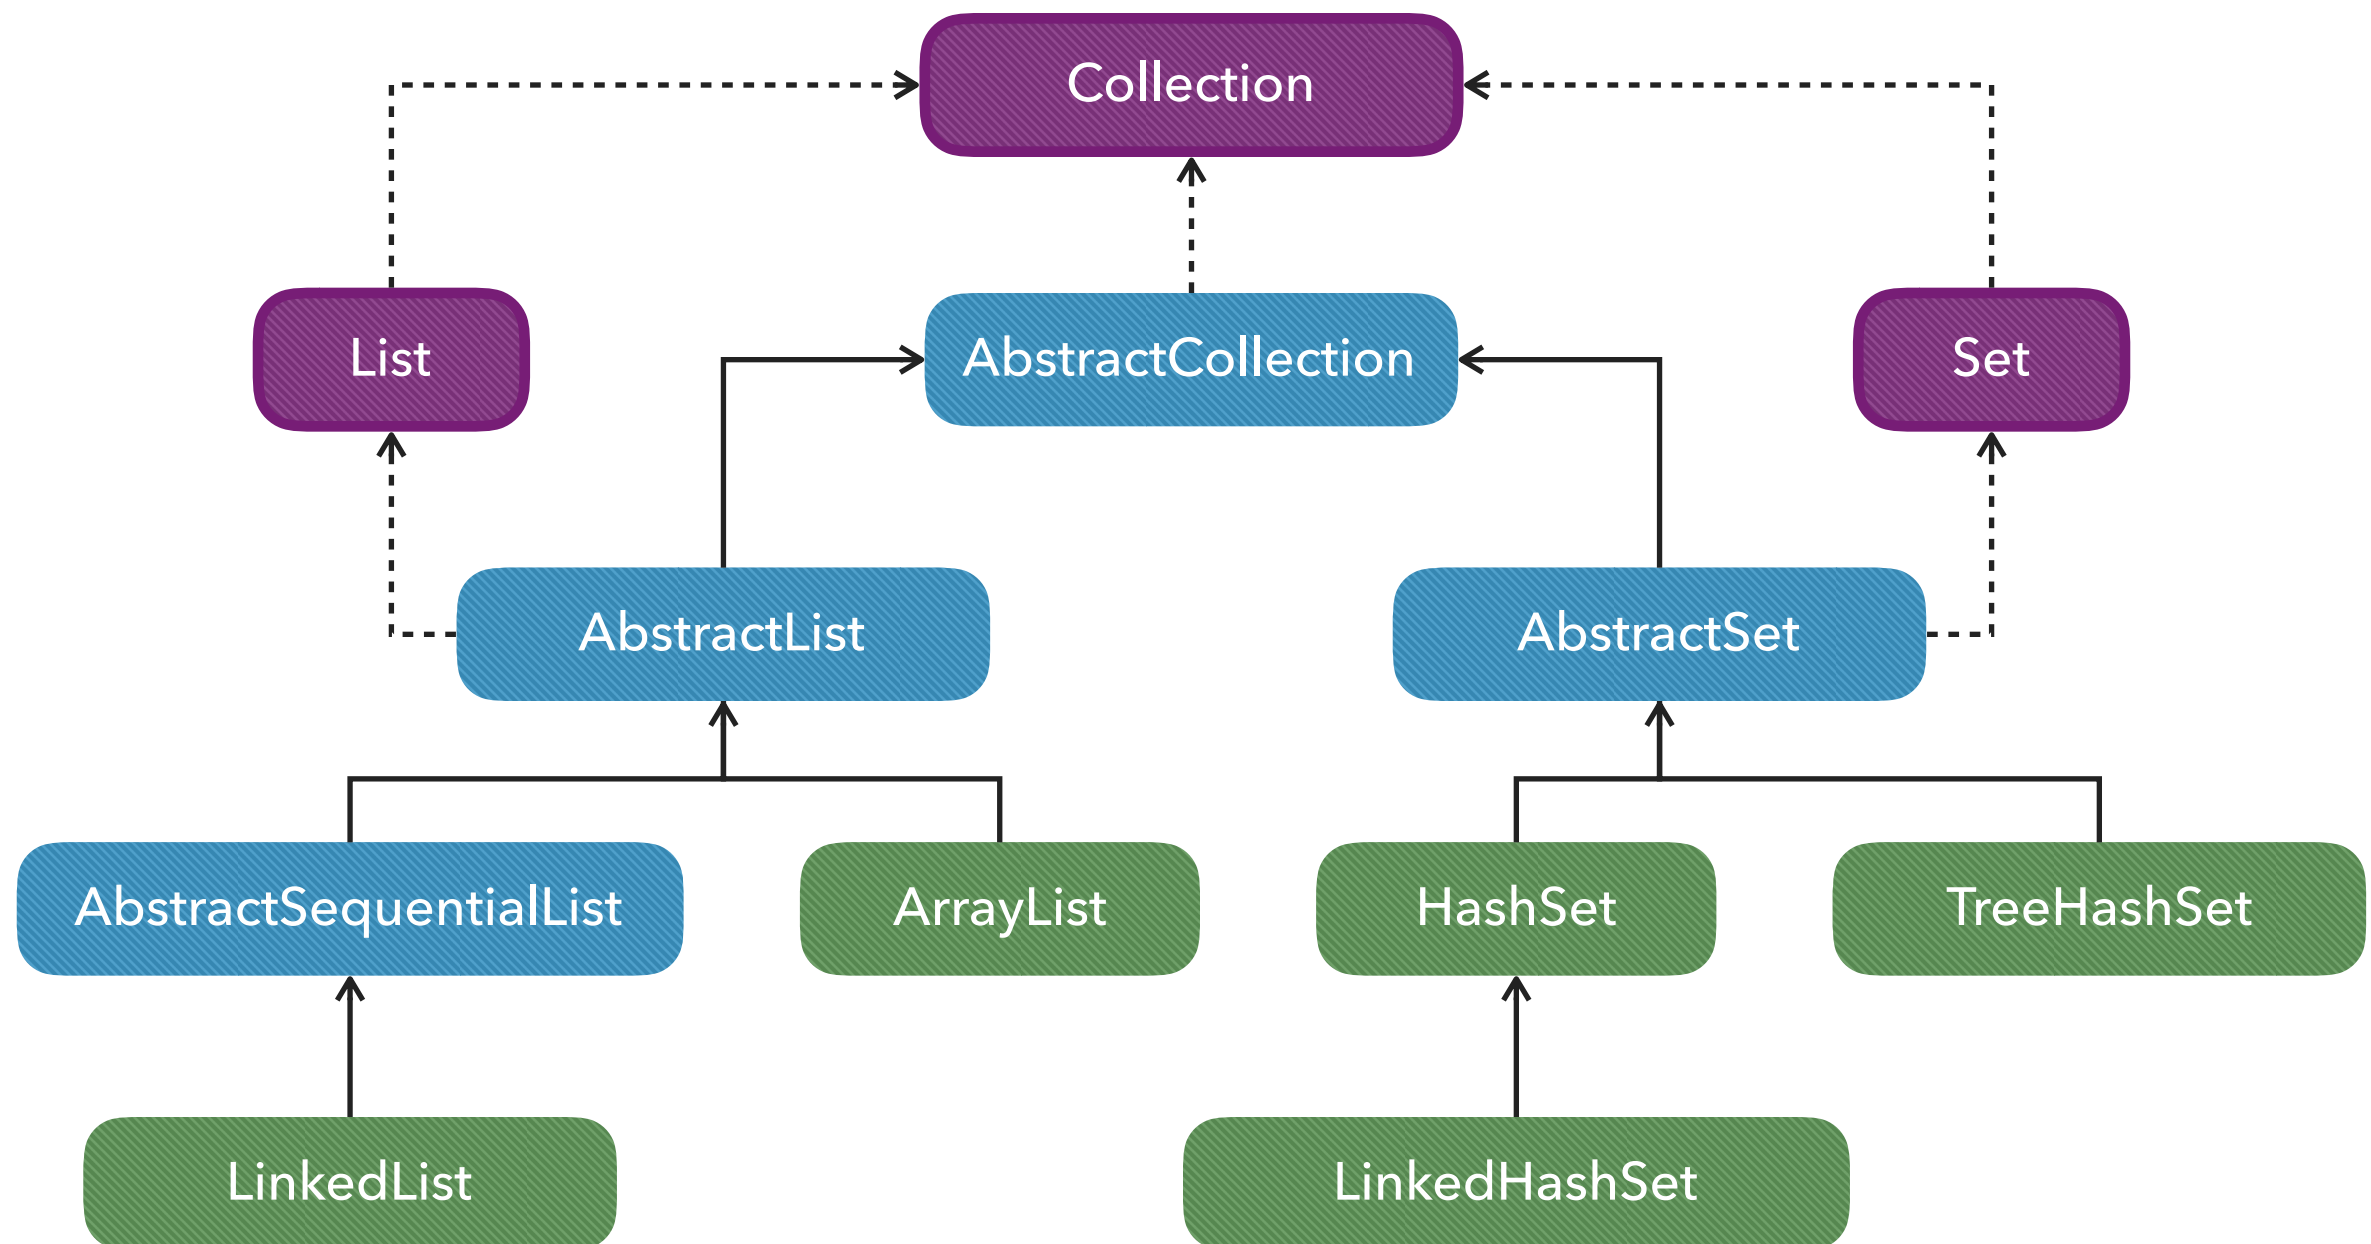 Collection
List
AbstractCollection
Set
AbstractList
AbstractSet
AbstractSequentialList
ArrayList
HashSet
TreeHashSet
LinkedList
LinkedHashSet